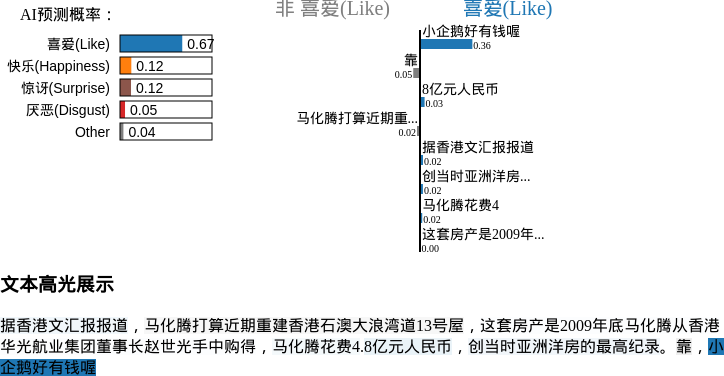 AI预测概率：
喜爱(Like) 0.67
快乐(Happiness) 0.12
惊讶(Surprise) 0.12
厌恶(Disgust) 0.05
Other 0.04
非 喜爱(Like) 喜爱(Like)
小企鹅好有钱喔
0.36
靠
0.05
8亿元人民币
0.03
马化腾打算近期重...
0.02
据香港文汇报报道
0.02
创当时亚洲洋房...
0.02
马化腾花费4
0.02
这套房产是2009年...
0.00
文本高光展示
据香港文汇报报道，马化腾打算近期重建香港石澳大浪湾道13号屋，这套房产是2009年底马化腾从香港
华光航业集团董事长赵世光手中购得，马化腾花费4.8亿元人民币，创当时亚洲洋房的最高纪录。靠，小
企鹅好有钱喔